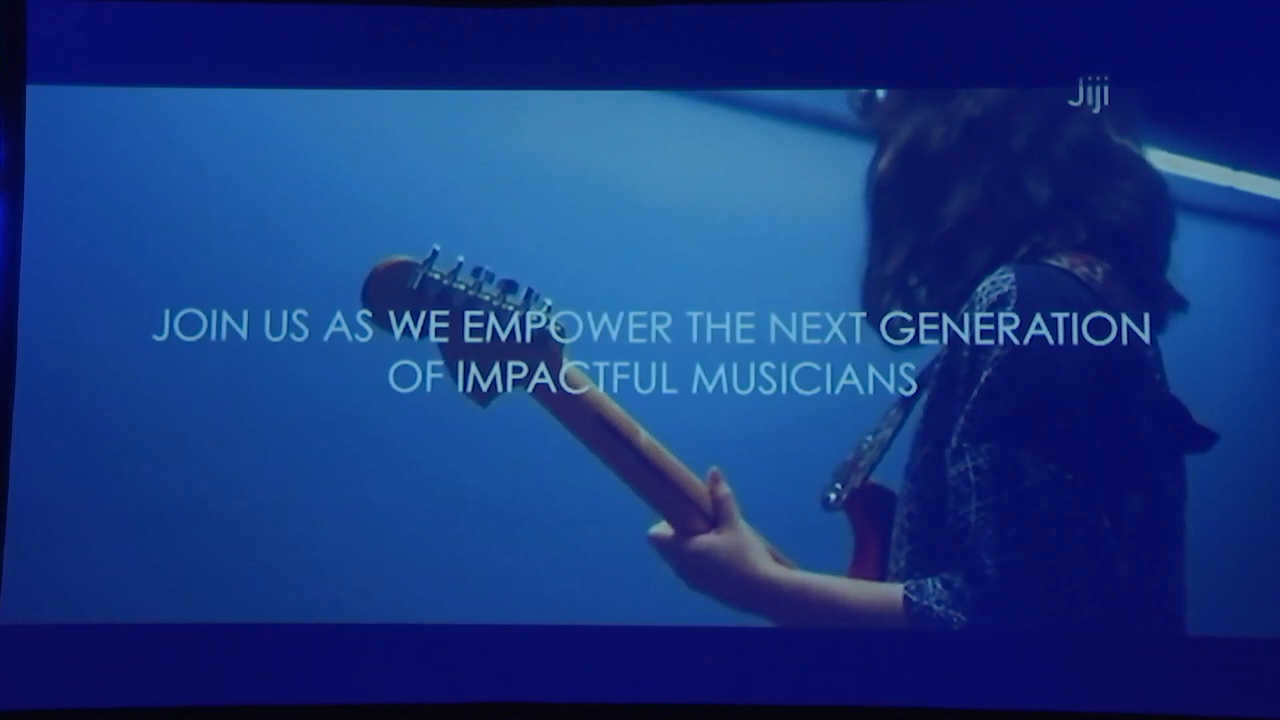 Jiji
JOIN US AS WE EMPOWER THE NEXT GENERATION
OF IMPACTFUL MUSICIANS